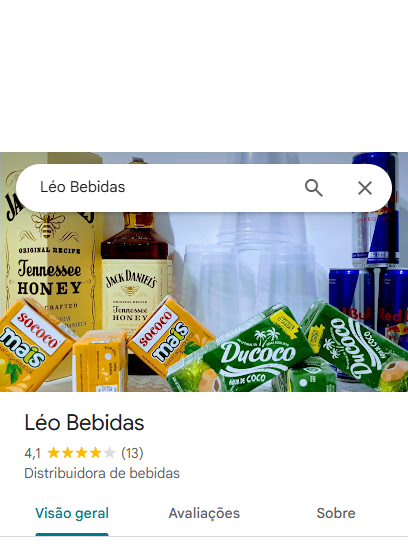 Léo Bebidas
JACK DANIEL'S
ORIGINAL RECIPE
Tennessee
HONEY
CRAFTED
JACK DANIEL'S
Tennessee
HONEY
sococo
mais
sococo
mais
Ducoco
ÁGUA DE COCO
Ducoco
Red Bull
ENERGY
Léo Bebidas
4,1 (13)
Distribuidora de bebidas
Visão geral
Avaliações
Sobre